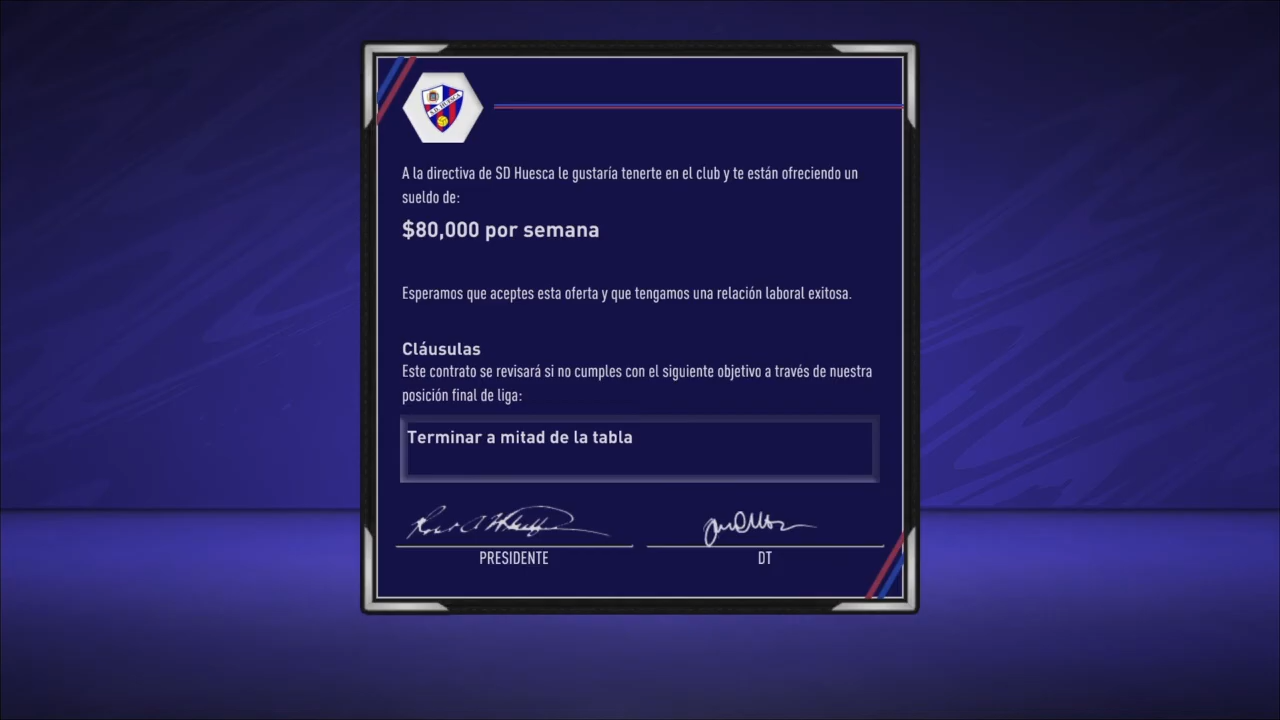 S.D. HUESCA
A la directiva de SD Huesca le gustaría tenerte en el club y te están ofreciendo un
sueldo de:
$80,000 por semana
Esperamos que aceptes esta oferta y que tengamos una relación laboral exitosa.
Cláusulas
Este contrato se revisará si no cumples con el siguiente objetivo a través de nuestra
posición final de liga:
Terminar a mitad de la tabla
PRESIDENTE
DT